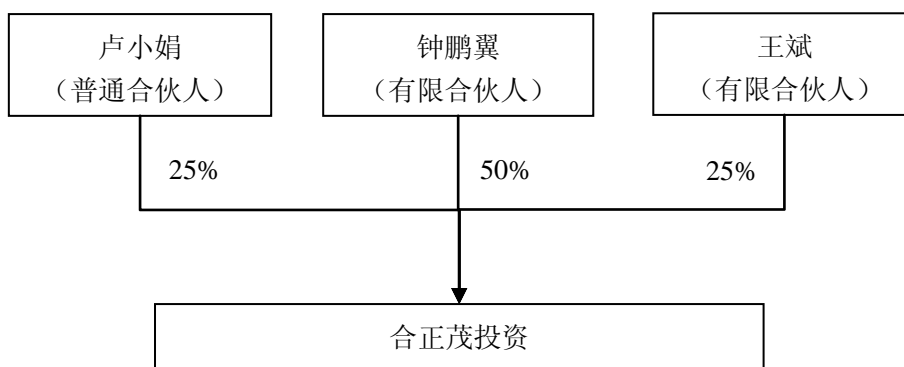 卢小娟
（普通合伙人）
钟鹏翼
（有限合伙人）
王斌
（有限合伙人）
25%
50%
25%
合正茂投资